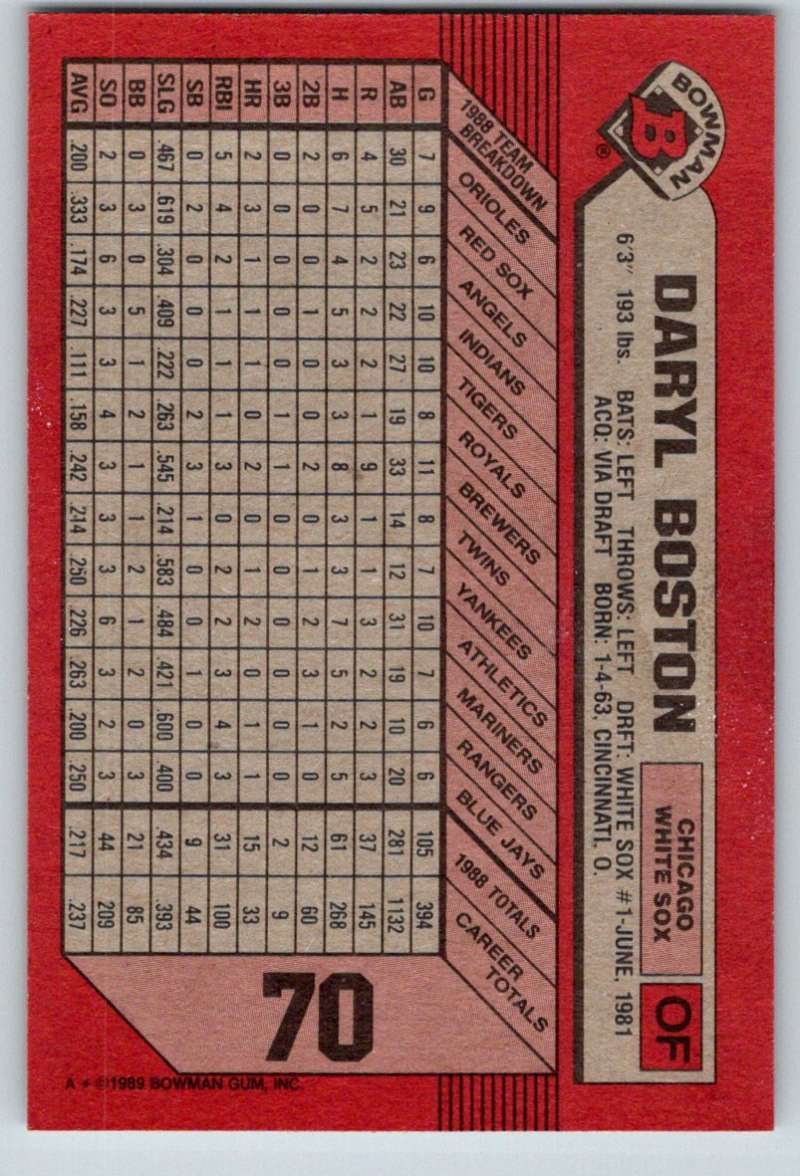 BOWMAN
B
®
DARYL BOSTON
CHICAGO
WHITE SOX
OF
6'3" 193 lbs. BATS: LEFT THROWS: LEFT DRFT: WHITE SOX #1-JUNE, 1981
ACQ: VIA DRAFT BORN: 1-4-63, CINCINNATI, O.
1988 TEAM BREAKDOWN
ORIOLES
RED SOX
ANGELS
INDIANS
TIGERS
ROYALS
BREWERS
TWINS
YANKEES
ATHLETICS
MARINERS
RANGERS
BLUE JAYS
1988 TOTALS
CAREER TOTALS
G 7 9 6 10 10 8 11 8 7 10 7 6 6 105 394
AB 30 21 23 22 27 19 33 14 12 31 19 10 20 281 1132
R 4 5 2 2 2 1 9 1 1 3 2 2 3 37 145
H 6 7 4 5 3 3 8 3 3 7 5 2 5 61 268
2B 2 0 0 1 0 0 2 0 1 2 3 1 0 12 60
3B 0 0 0 0 0 1 1 0 0 0 0 0 0 2 9
HR 2 3 1 1 1 0 2 0 1 2 0 1 1 15 33
RBI 5 4 2 1 1 1 3 0 2 2 3 4 3 31 100
SB 0 2 0 0 0 2 3 1 0 0 1 0 0 9 44
SLG .467 .619 .304 .409 .222 .263 .545 .214 .583 .484 .421 .600 .400 .434 .393
BB 0 3 0 5 1 2 1 1 2 1 2 0 3 21 85
SO 2 3 6 3 3 4 3 3 3 6 3 2 3 44 209
AVG .200 .333 .174 .227 .111 .158 .242 .214 .250 .226 .263 .200 .250 .217 .237
70
A * ©1989 BOWMAN GUM, INC.